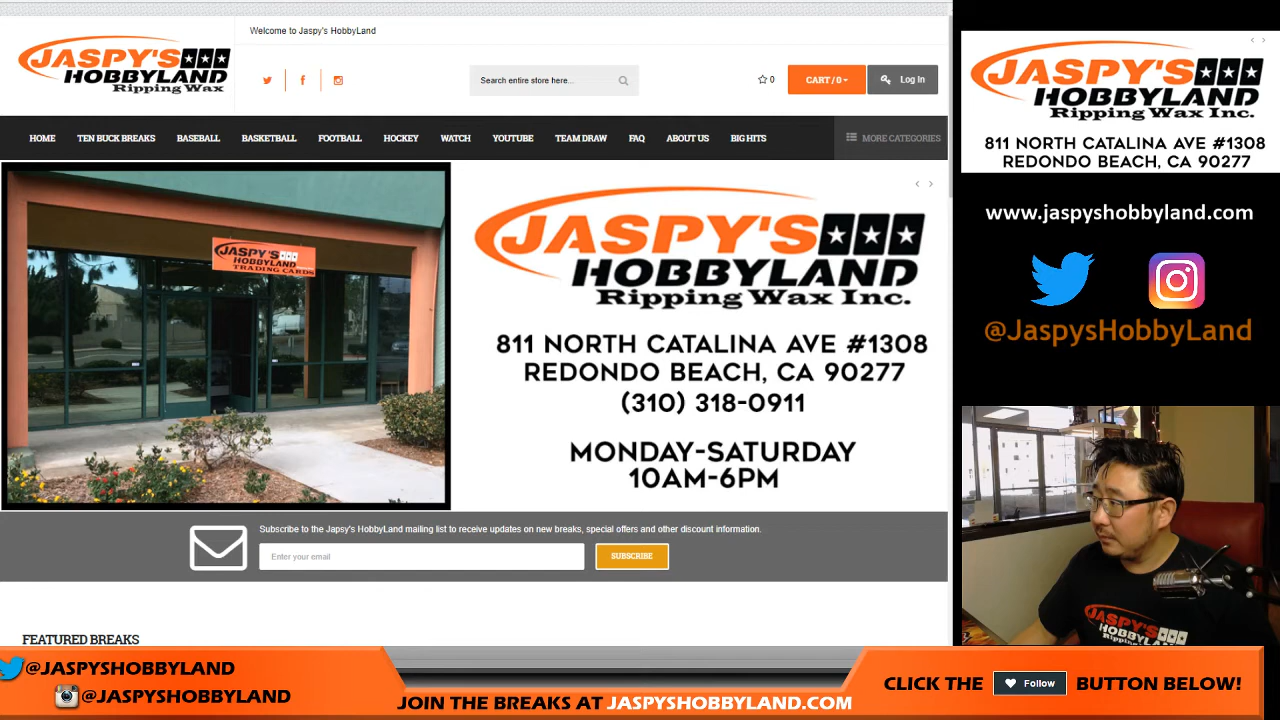 Welcome to Jaspy's HobbyLand
JASPY'S
HOBBYLAND
Ripping Wax
Search entire store here...
0
CART / 0
Log In
HOME
TEN BUCK BREAKS
BASEBALL
BASKETBALL
FOOTBALL
HOCKEY
WATCH
YOUTUBE
TEAM DRAW
FAQ
ABOUT US
BIG HITS
MORE CATEGORIES
JASPY'S
HOBBYLAND
TRADING CARDS
JASPY'S
HOBBYLAND
Ripping Wax Inc.
811 NORTH CATALINA AVE #1308
REDONDO BEACH, CA 90277
(310) 318-0911
MONDAY-SATURDAY
10AM-6PM
Subscribe to the Japsy's HobbyLand mailing list to receive updates on new breaks, special offers and other discount information.
Enter your email
SUBSCRIBE
FEATURED BREAKS
JASPY'S
HOBBYLAND
Ripping Wax Inc.
811 NORTH CATALINA AVE #1308
REDONDO BEACH, CA 90277
www.jaspyshobbyland.com
@JaspysHobbyLand
JASPY'S
HOBBYLAND
@JASPYSHOBBYLAND
@JASPYSHOBBYLAND
JOIN THE BREAKS AT JASPYSHOBBYLAND.COM
CLICK THE Follow BUTTON BELOW!